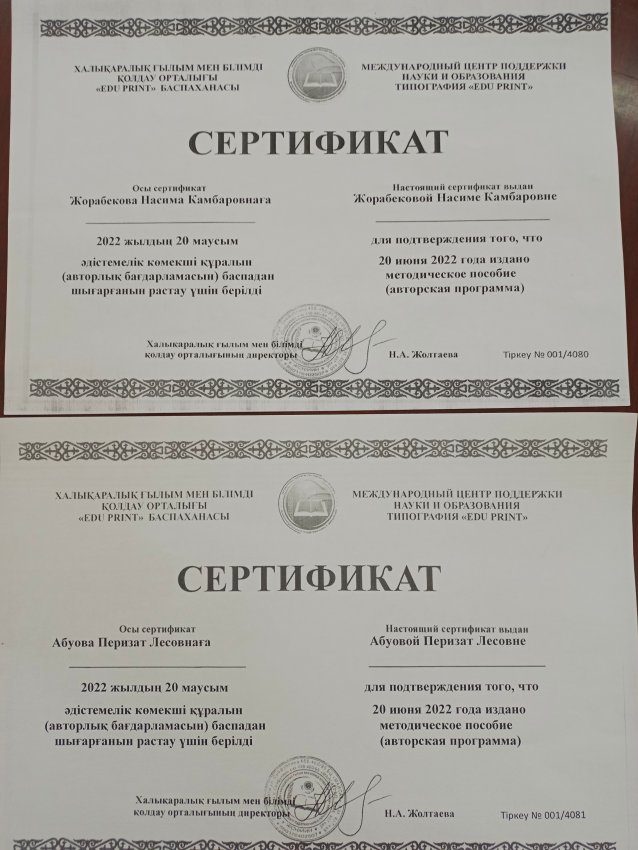 ХАЛЫҚАРАЛЫҚ ҒЫЛЫМ МЕН БІЛІМДІ
ҚОЛДАУ ОРТАЛЫҒЫ
«EDU PRINT» БАСПАХАНАСЫ
МЕЖДУНАРОДНЫЙ ЦЕНТР ПОДДЕРЖКИ
НАУКИ И ОБРАЗОВАНИЯ
ТИПОГРАФИЯ «EDU PRINT»
СЕРТИФИКАТ
Осы сертификат
Жорабекова Насима Камбаровнаға
2022 жылдың 20 маусым
әдістемелік көмекші құралын
(авторлық бағдарламасын) баспадан
шығарғанын растау үшін берілді
Настоящий сертификат выдан
Жорабековой Насиме Камбаровне
для подтверждения того, что
20 июня 2022 года издано
методическое пособие
(авторская программа)
Халықаралық ғылым мен білімді
қолдау орталығының директоры
Н.А. Жолтаева
Тіркеу № 001/4080
ХАЛЫҚАРАЛЫҚ ҒЫЛЫМ МЕН БІЛІМДІ
ҚОЛДАУ ОРТАЛЫҒЫ
«EDU PRINT» БАСПАХАНАСЫ
МЕЖДУНАРОДНЫЙ ЦЕНТР ПОДДЕРЖКИ
НАУКИ И ОБРАЗОВАНИЯ
ТИПОГРАФИЯ «EDU PRINT»
СЕРТИФИКАТ
Осы сертификат
Абуова Перизат Лесовнаға
2022 жылдың 20 маусым
әдістемелік көмекші құралын
(авторлық бағдарламасын) баспадан
шығарғанын растау үшін берілді
Настоящий сертификат выдан
Абуовой Перизат Лесовне
для подтверждения того, что
20 июня 2022 года издано
методическое пособие
(авторская программа)
Халықаралық ғылым мен білімді
қолдау орталығының директоры
Н.А. Жолтаева
Тіркеу № 001/4081